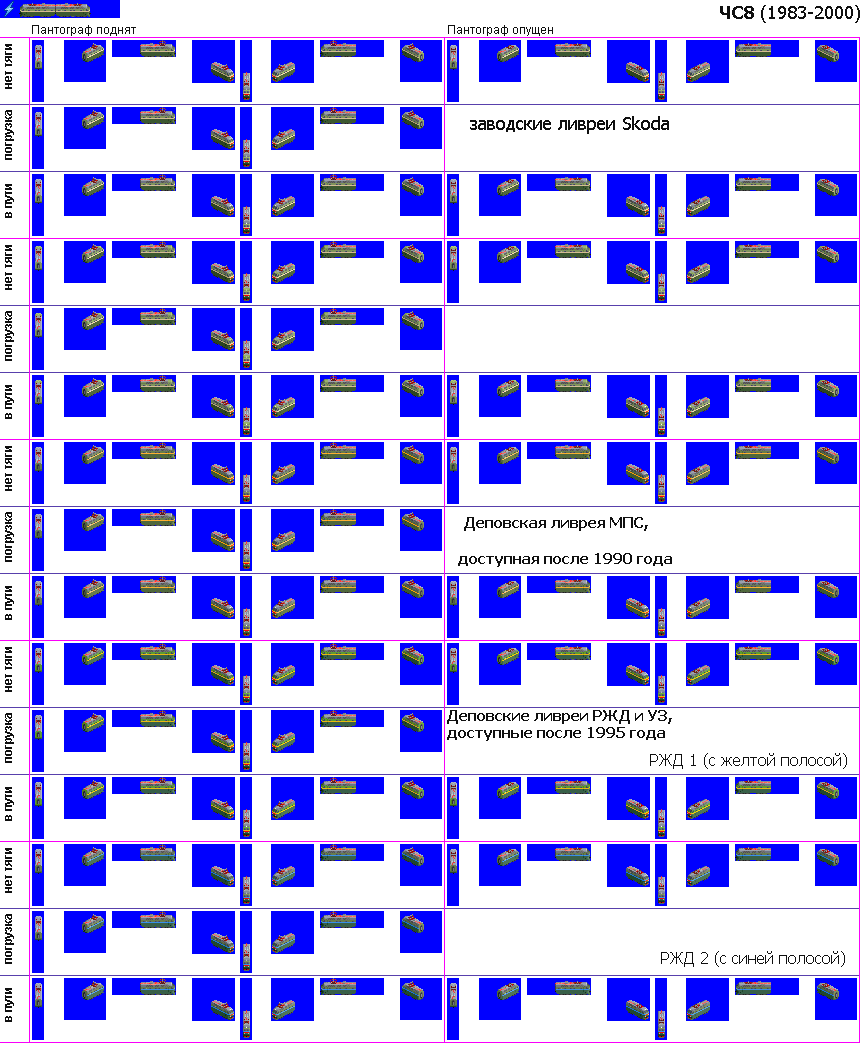 ЧС8 (1983-2000)
Пантограф поднят
Пантограф опущен
нет тяги
погрузка
заводские ливреи Skoda
в пути
нет тяги
погрузка
в пути
нет тяги
погрузка
Деповская ливрея МПС,
доступная после 1990 года
в пути
нет тяги
погрузка
Деповские ливреи РЖД и УЗ,
доступные после 1995 года
РЖД 1 (с желтой полосой)
в пути
нет тяги
погрузка
РЖД 2 (с синей полосой)
в пути